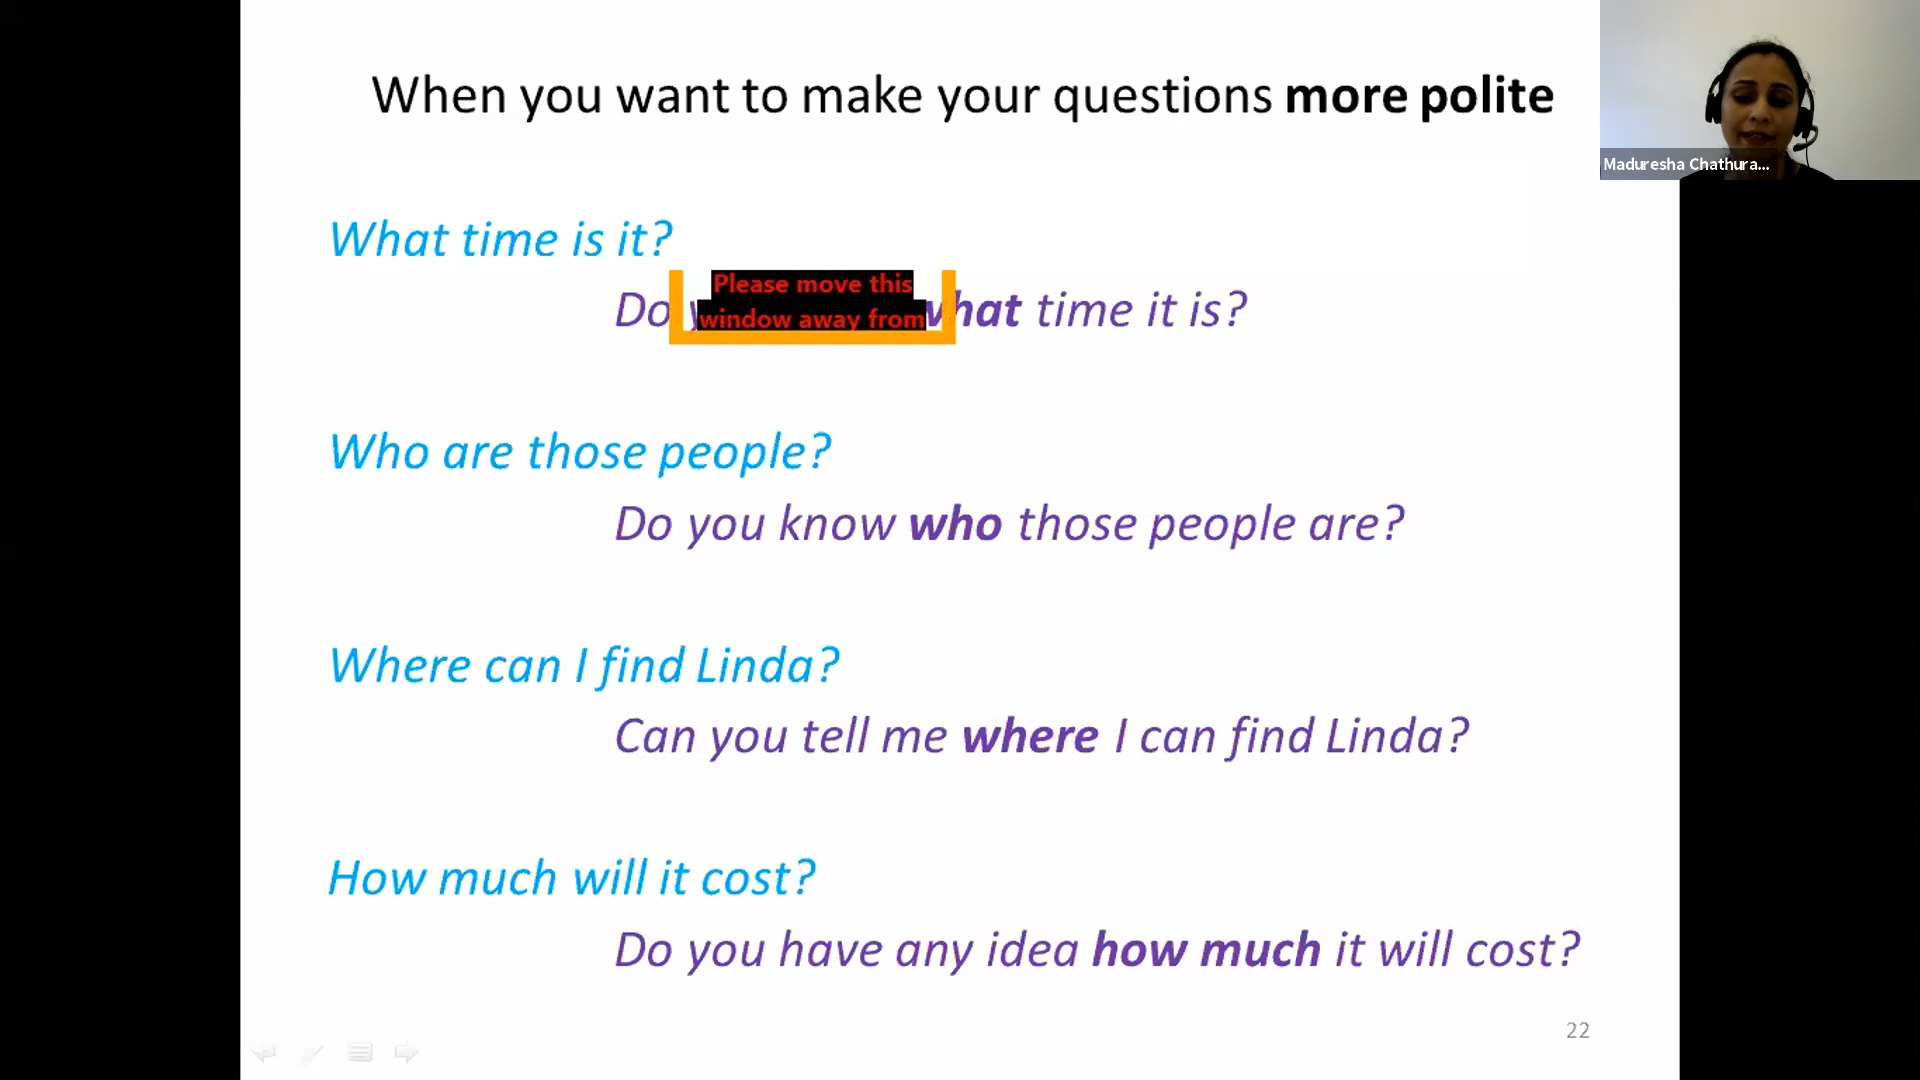 When you want to make your questions more polite
Maduresha Chathura...
What time is it?
Please move this
window away from
Do what time it is?
Who are those people?
Do you know who those people are?
Where can I find Linda?
Can you tell me where I can find Linda?
How much will it cost?
Do you have any idea how much it will cost?
22